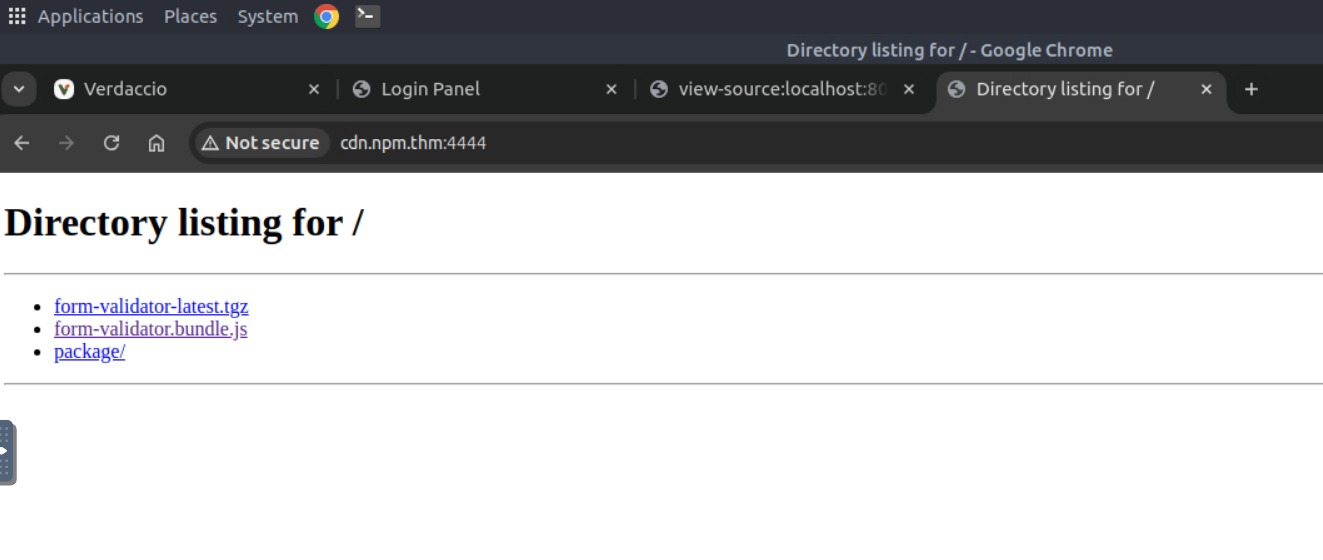 Applications Places System
Directory listing for / - Google Chrome
Verdaccio × Login Panel × view-source:localhost:80 × Directory listing for / × +
Not secure cdn.npm.thm:4444
Directory listing for /
form-validator-latest.tgz
form-validator.bundle.js
package/